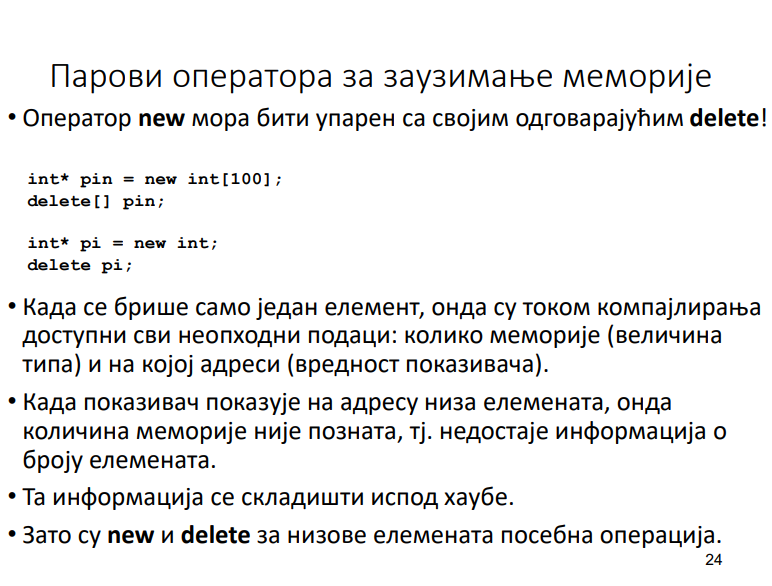 Парови оператора за заузимање меморије
• Оператор new мора бити упарен са својим одговарајућим delete!
int* pin = new int[100];
delete[] pin;
int* pi = new int;
delete pi;
• Када се брише само један елемент, онда су током компајлирања
доступни сви неопходни подаци: колико меморије (величина
типа) и на којој адреси (вредност показивача).
• Када показивач показује на адресу низа елемената, онда
количина меморије није позната, тј. недостаје информација о
броју елемената.
• Та информација се складишти испод хаубе.
• Зато су new и delete за низове елемената посебна операција.
24